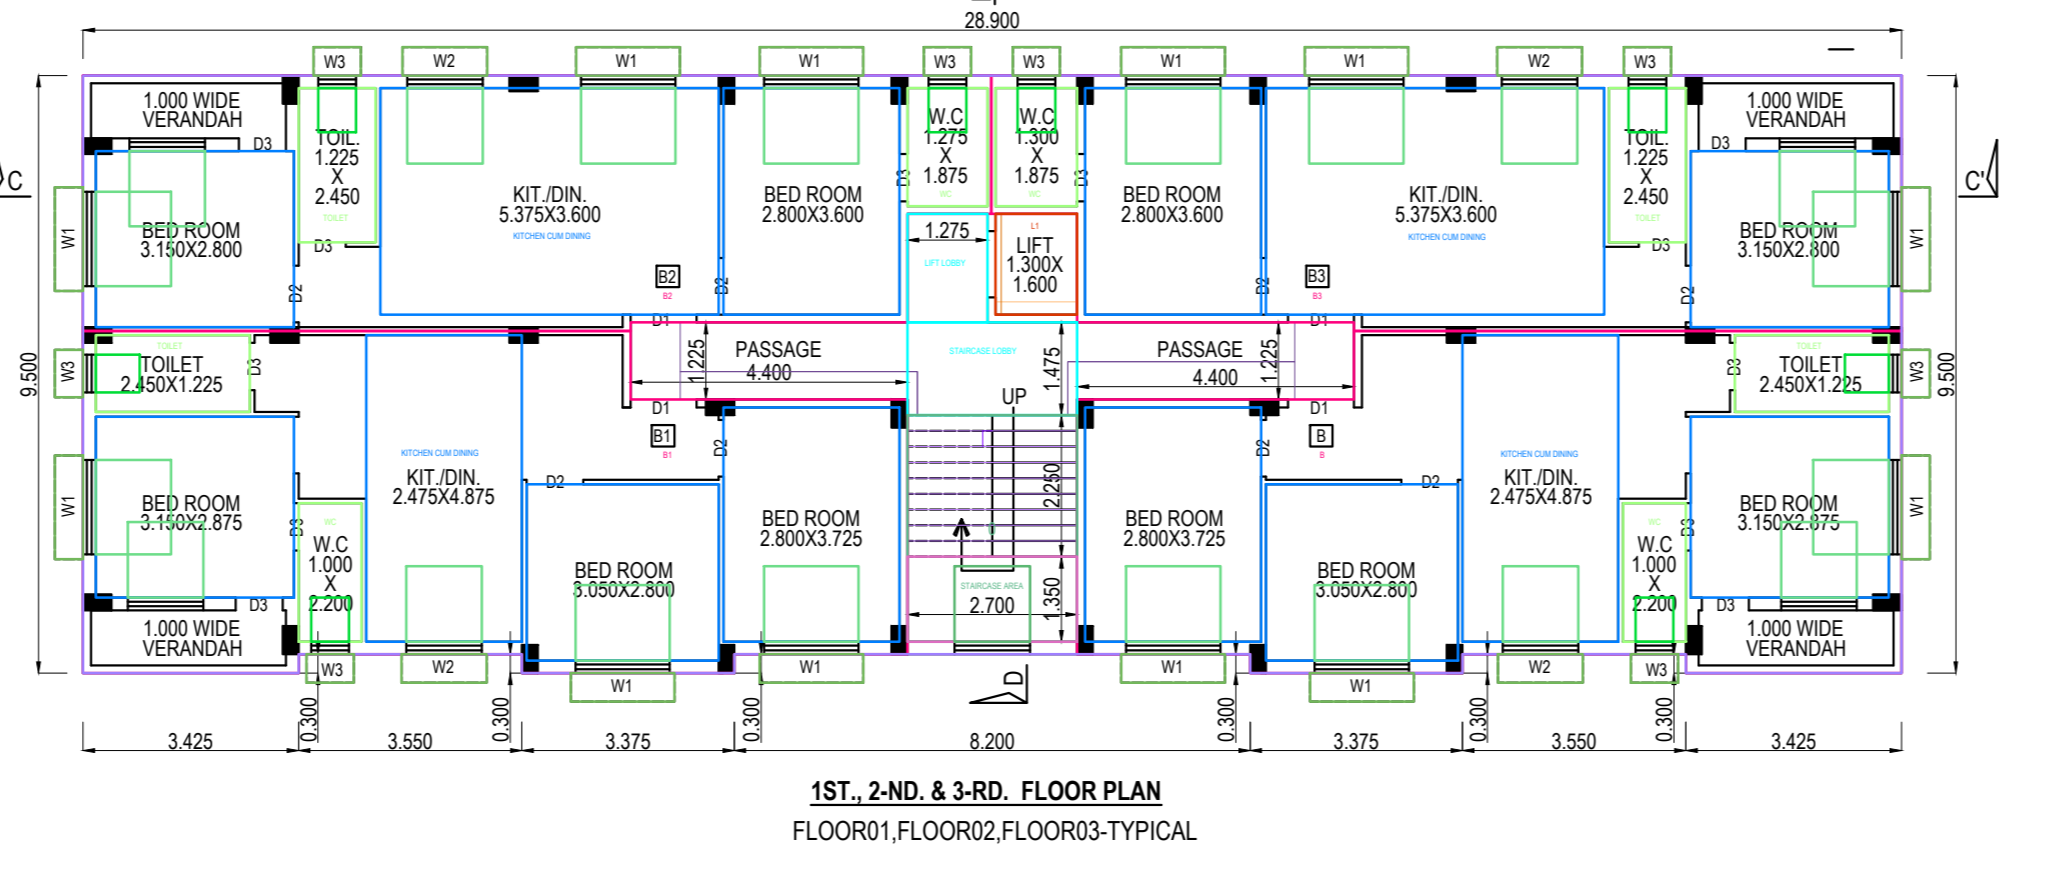 28.900
W3
W2
W1
W1
W3
W3
W1
W1
W2
W3
1.000 WIDE
VERANDAH
D3
TOIL.
1.225
X
2.450
TOILET
D3
KIT./DIN.
5.375X3.600
KITCHEN CUM DINING
BED ROOM
2.800X3.600
W.C
1.275
X
1.875
WC
D3
W.C
1.300
X
1.875
WC
D3
BED ROOM
2.800X3.600
KIT./DIN.
5.375X3.600
KITCHEN CUM DINING
TOIL.
1.225
X
2.450
TOILET
D3
D3
1.000 WIDE
VERANDAH
C
C'
W1
BED ROOM
3.150X2.800
D2
B2
B2
D2
D1
1.275
LIFT LOBBY
L1
LIFT
1.300X
1.600
D2
B3
B3
D1
D2
BED ROOM
3.150X2.800
W1
9.500
W3
TOILET
TOILET
2.450X1.225
D3
PASSAGE
4.400
1.225
STAIRCASE LOBBY
1.475
UP
PASSAGE
4.400
1.225
D3
TOILET
TOILET
2.450X1.225
W3
9.500
D1
B1
B1
D2
D1
B
B
D2
W1
BED ROOM
3.150X2.875
D3
KITCHEN CUM DINING
KIT./DIN.
2.475X4.875
D2
BED ROOM
2.800X3.725
2.250
BED ROOM
2.800X3.725
D2
KITCHEN CUM DINING
KIT./DIN.
2.475X4.875
D3
BED ROOM
3.150X2.875
W1
WC
W.C
1.000
X
2.200
BED ROOM
3.050X2.800
STAIRCASE AREA
2.700
1.350
BED ROOM
3.050X2.800
WC
W.C
1.000
X
2.200
D3
1.000 WIDE
VERANDAH
D3
1.000 WIDE
VERANDAH
W3
W2
W1
W1
D
W1
W1
W2
W3
0.300
0.300
0.300
0.300
0.300
0.300
3.425
3.550
3.375
8.200
3.375
3.550
3.425
1ST., 2-ND. & 3-RD. FLOOR PLAN
FLOOR01,FLOOR02,FLOOR03-TYPICAL